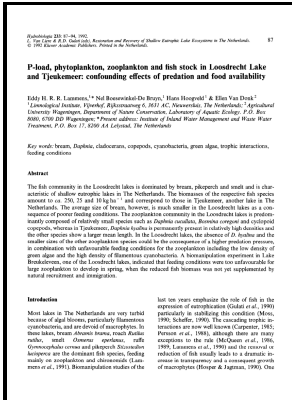 Hydrobiologia 233: 87–94, 1992.
L. Van Liere & R.D. Gulati (eds), Restoration and Recovery of Shallow Eutrophic Lake Ecosystems in The Netherlands.
© 1992 Kluwer Academic Publishers. Printed in the Netherlands.
87
P-load, phytoplankton, zooplankton and fish stock in Loosdrecht Lake
and Tjeukemeer: confounding effects of predation and food availability
Eddy H. R. R. Lammens,¹* Nel Boesewinkel-De Bruyn,¹ Hans Hoogveld¹ & Ellen Van Donk²
¹Limnological Institute, Vijverhof, Rijksstraatweg 6, 3631 AC, Nieuwersluis, The Netherlands; ²Agricultural
University Wageningen, Department of Nature Conservation, Laboratory of Aquatic Ecology, P.O. Box
8080, 6700 DD Wageningen; *Present address: Institute of Inland Water Management and Waste Water
Treatment, P.O. Box 17, 8200 AA Lelystad, The Netherlands
Key words: bream, Daphnia, cladocerans, copepods, cyanobacteria, green algae, trophic interactions,
feeding conditions
Abstract
The fish community in the Loosdrecht lakes is dominated by bream, pikeperch and smelt and is char-
acteristic of shallow eutrophic lakes in The Netherlands. The biomasses of the respective fish species
amount to ca. 250, 25 and 10 kg ha⁻¹ and correspond to those in Tjeukemeer, another lake in The
Netherlands. The average size of bream, however, is much smaller in the Loosdrecht lakes as a con-
sequence of poorer feeding conditions. The zooplankton community in the Loosdrecht lakes is predom-
inantly composed of relatively small species such as Daphnia cucullata, Bosmina coregoni and cyclopoid
copepods, whereas in Tjeukemeer, Daphnia hyalina is permanently present in relatively high densities and
the other species show a larger mean length. In the Loosdrecht lakes, the absence of D. hyalina and the
smaller sizes of the other zooplankton species could be the consequence of a higher predation pressure,
in combination with unfavourable feeding conditions for the zooplankton including the low density of
green algae and the high density of filamentous cyanobacteria. A biomanipulation experiment in Lake
Breukeleveen, one of the Loosdrecht lakes, indicated that feeding conditions were too unfavourable for
large zooplankton to develop in spring, when the reduced fish biomass was not yet supplemented by
natural recruitment and immigration.
Introduction
Most lakes in The Netherlands are very turbid
because of algal blooms, particularly filamentous
cyanobacteria, and are devoid of macrophytes. In
these lakes, bream Abramis brama, roach Rutilus
rutilus, smelt Osmerus eperlanus, ruffe
Gymnocephalus cernua and pikeperch Stizostedion
lucioperca are the dominant fish species, feeding
mainly on zooplankton and chironomids (Lam-
mens et al., 1991). Biomanipulation studies of the
last ten years emphasize the role of fish in the
expression of eutrophication (Gulati et al., 1990)
particularly in stabilizing this condition (Moss,
1990; Scheffer, 1990). The cascading trophic in-
teractions are now well known (Carpenter, 1985;
Persson et al., 1988), although there are many
exceptions to the rule (McQueen et al., 1986,
1989, Lammens et al., 1990) and the removal or
reduction of fish usually leads to a dramatic in-
crease in transparency and a consequent growth
of macrophytes (Hosper & Jagtman, 1990). One